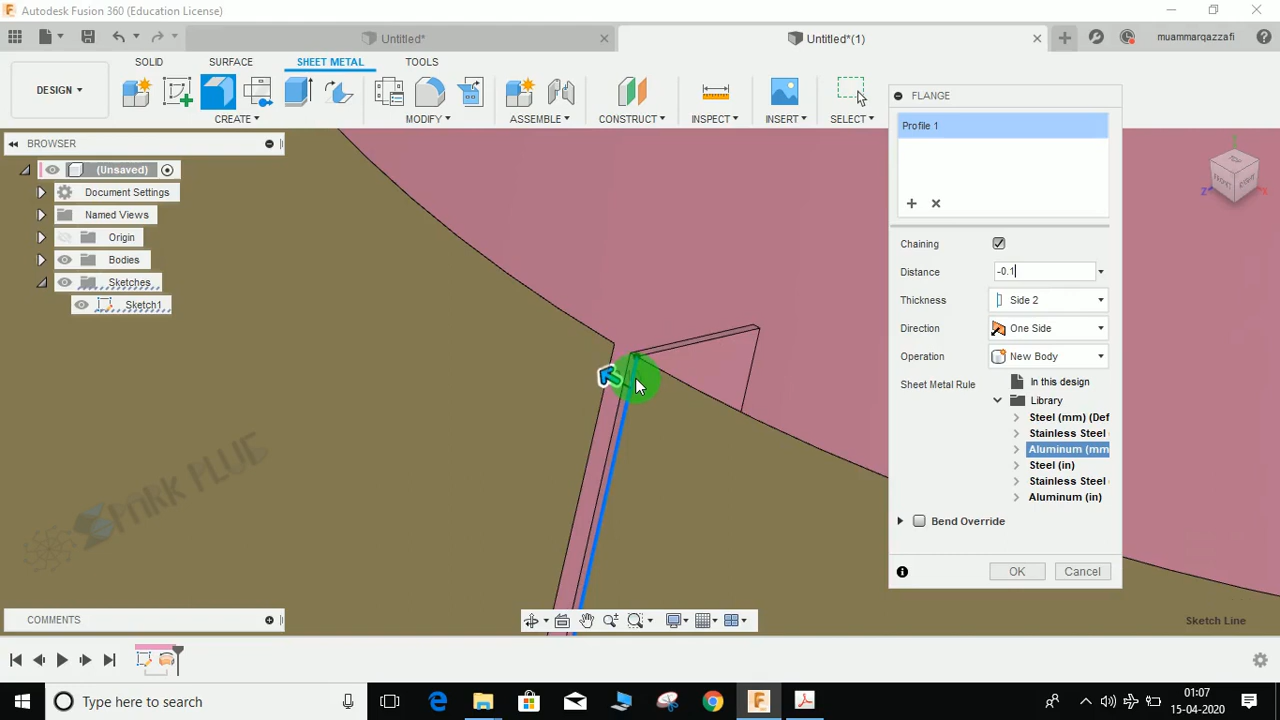 Autodesk Fusion 360 (Education License)
Untitled*
Untitled*(1)
muammarqazzafi
DESIGN
SOLID
SURFACE
SHEET METAL
TOOLS
CREATE
MODIFY
ASSEMBLE
CONSTRUCT
INSPECT
INSERT
SELECT
BROWSER
(Unsaved)
Document Settings
Named Views
Origin
Bodies
Sketches
Sketch1
FLANGE
Profile 1
Chaining
Distance -0.1
Thickness Side 2
Direction One Side
Operation New Body
Sheet Metal Rule In this design
Library
Steel (mm) (Def
Stainless Steel
Aluminum (mm
Steel (in)
Stainless Steel
Aluminum (in)
Bend Override
OK Cancel
COMMENTS
Sketch Line
Type here to search
01:07
15-04-2020